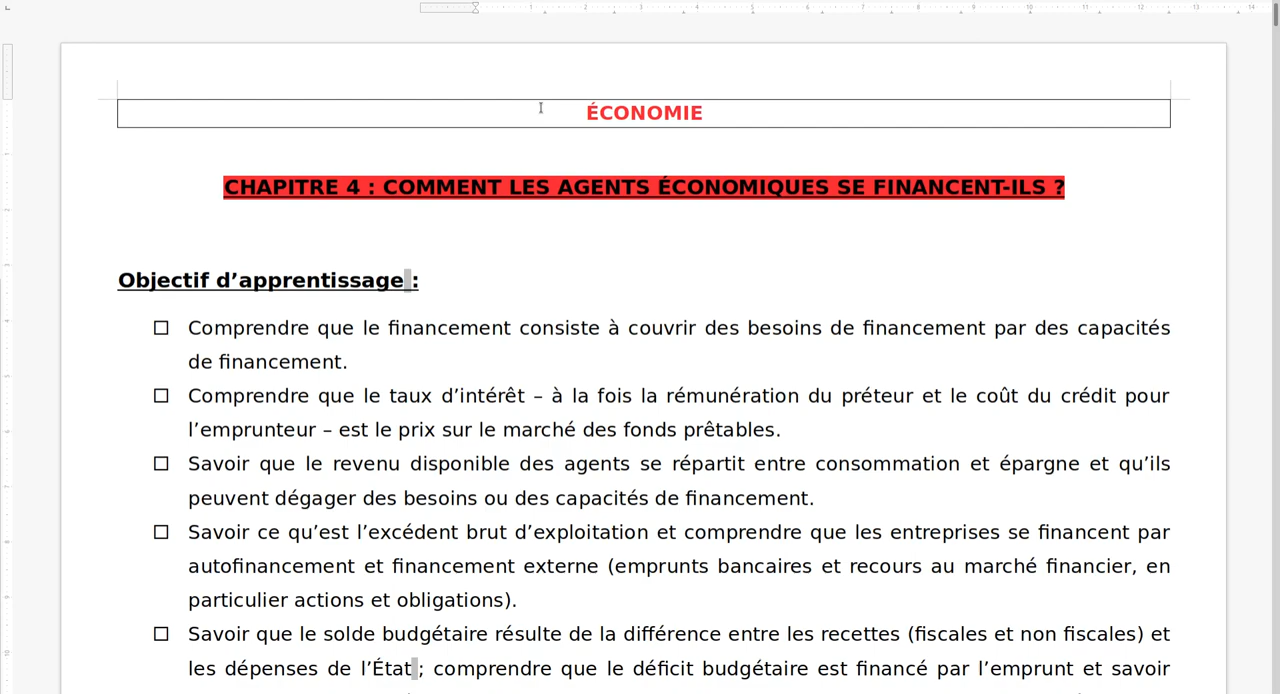 ÉCONOMIE
CHAPITRE 4 : COMMENT LES AGENTS ÉCONOMIQUES SE FINANCENT-ILS ?
Objectif d’apprentissage :
Comprendre que le financement consiste à couvrir des besoins de financement par des capacités
de financement.
Comprendre que le taux d’intérêt – à la fois la rémunération du préteur et le coût du crédit pour
l’emprunteur – est le prix sur le marché des fonds prêtables.
Savoir que le revenu disponible des agents se répartit entre consommation et épargne et qu’ils
peuvent dégager des besoins ou des capacités de financement.
Savoir ce qu’est l’excédent brut d’exploitation et comprendre que les entreprises se financent par
autofinancement et financement externe (emprunts bancaires et recours au marché financier, en
particulier actions et obligations).
Savoir que le solde budgétaire résulte de la différence entre les recettes (fiscales et non fiscales) et
les dépenses de l’État ; comprendre que le déficit budgétaire est financé par l’emprunt et savoir